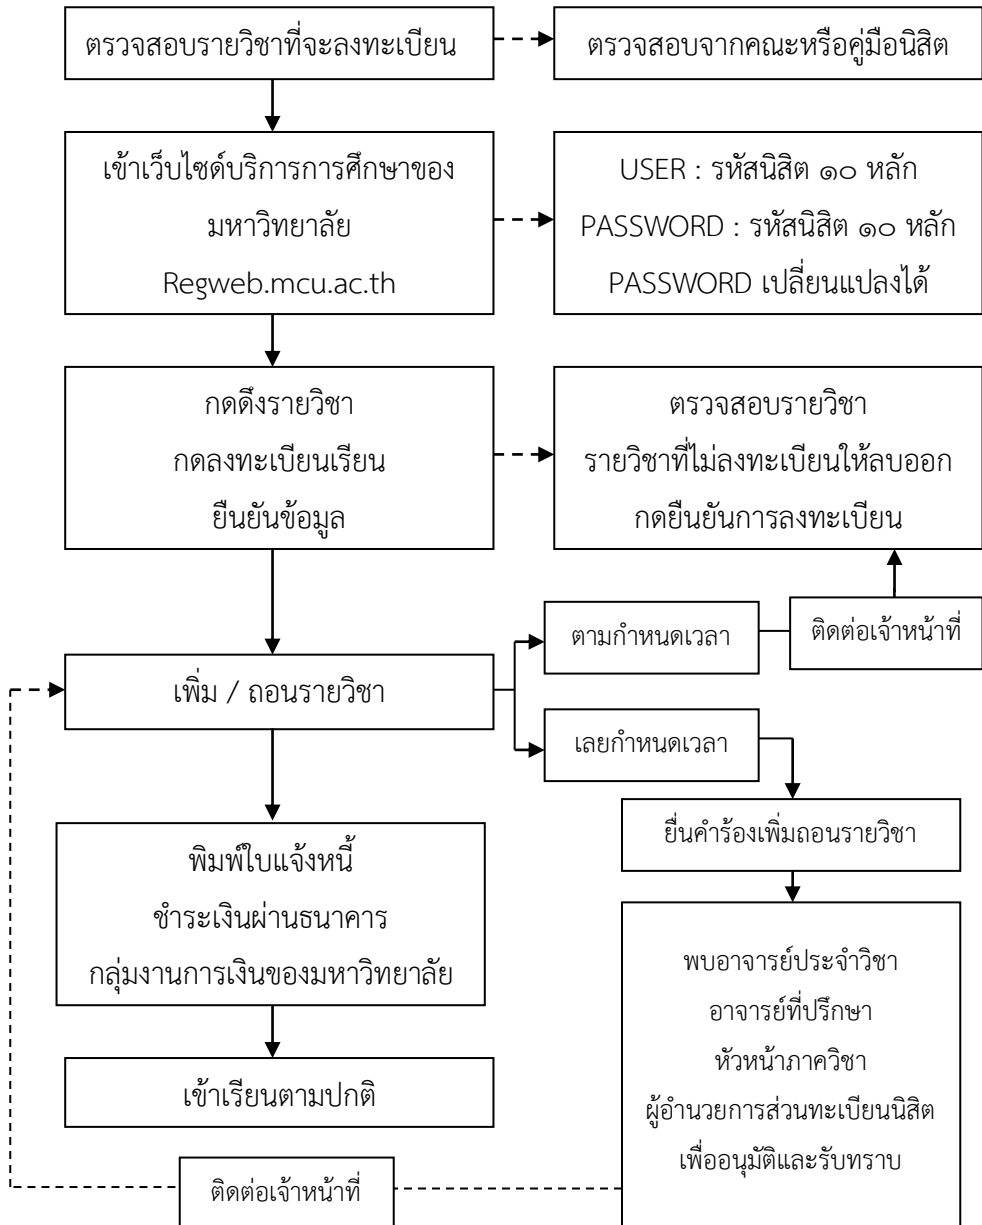 ตรวจสอบรายวิชาที่จะลงทะเบียน
ตรวจสอบจากคณะหรือคู่มือนิสิต
เข้าเว็บไซด์บริการการศึกษาของ
มหาวิทยาลัย
Regweb.mcu.ac.th
USER : รหัสนิสิต ๑๐ หลัก
PASSWORD : รหัสนิสิต ๑๐ หลัก
PASSWORD เปลี่ยนแปลงได้
กดดึงรายวิชา
กดลงทะเบียนเรียน
ยืนยันข้อมูล
ตรวจสอบรายวิชา
รายวิชาที่ไม่ลงทะเบียนให้ลบออก
กดยืนยันการลงทะเบียน
ตามกำหนดเวลา
ติดต่อเจ้าหน้าที่
เพิ่ม / ถอนรายวิชา
เลยกำหนดเวลา
ยื่นคำร้องเพิ่มถอนรายวิชา
พิมพ์ใบแจ้งหนี้
ชำระเงินผ่านธนาคาร
กลุ่มงานการเงินของมหาวิทยาลัย
พบอาจารย์ประจำวิชา
อาจารย์ที่ปรึกษา
หัวหน้าภาควิชา
ผู้อำนวยการส่วนทะเบียนนิสิต
เพื่ออนุมัติและรับทราบ
เข้าเรียนตามปกติ
ติดต่อเจ้าหน้าที่